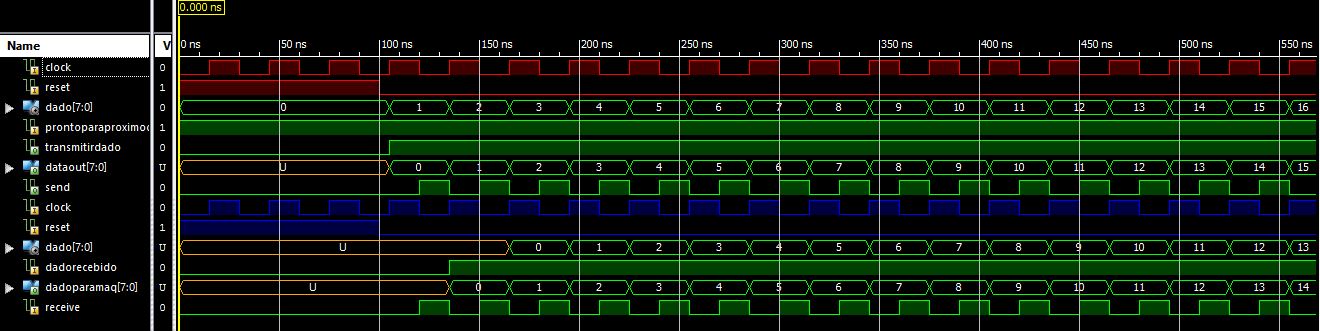 0.000 ns
Name V 0 ns 50 ns 100 ns 150 ns 200 ns 250 ns 300 ns 350 ns 400 ns 450 ns 500 ns 550 ns
clock 0
reset 1
dado[7:0] 0 0 1 2 3 4 5 6 7 8 9 10 11 12 13 14 15 16
prontoparaproximo 1
transmitirdado 0
dataout[7:0] U U 0 1 2 3 4 5 6 7 8 9 10 11 12 13 14 15
send 0
clock 0
reset 1
dado[7:0] U U 0 1 2 3 4 5 6 7 8 9 10 11 12 13
dadorecebido 0
dadoparamaq[7:0] U U 0 1 2 3 4 5 6 7 8 9 10 11 12 13 14
receive 0